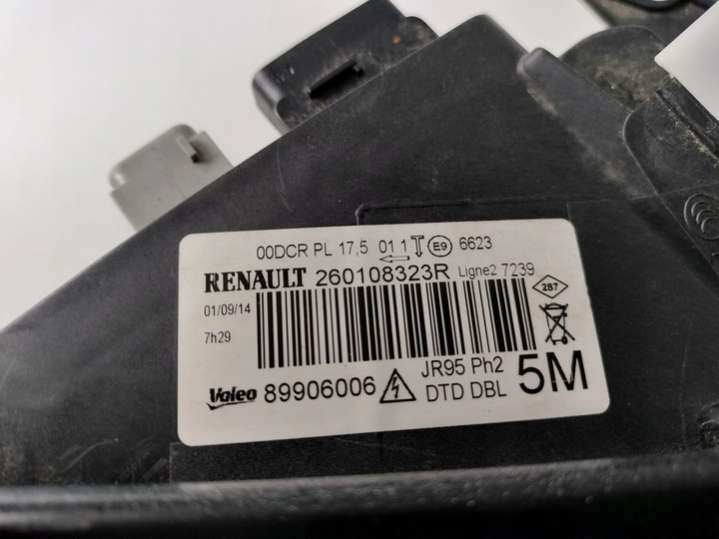 00DCR PL 17,5 01 1 E9 6623
RENAULT 260108323R Ligne2 7239
01/09/14
7h29
287
Valeo 89906006
JR95 Ph2
DTD DBL
5M